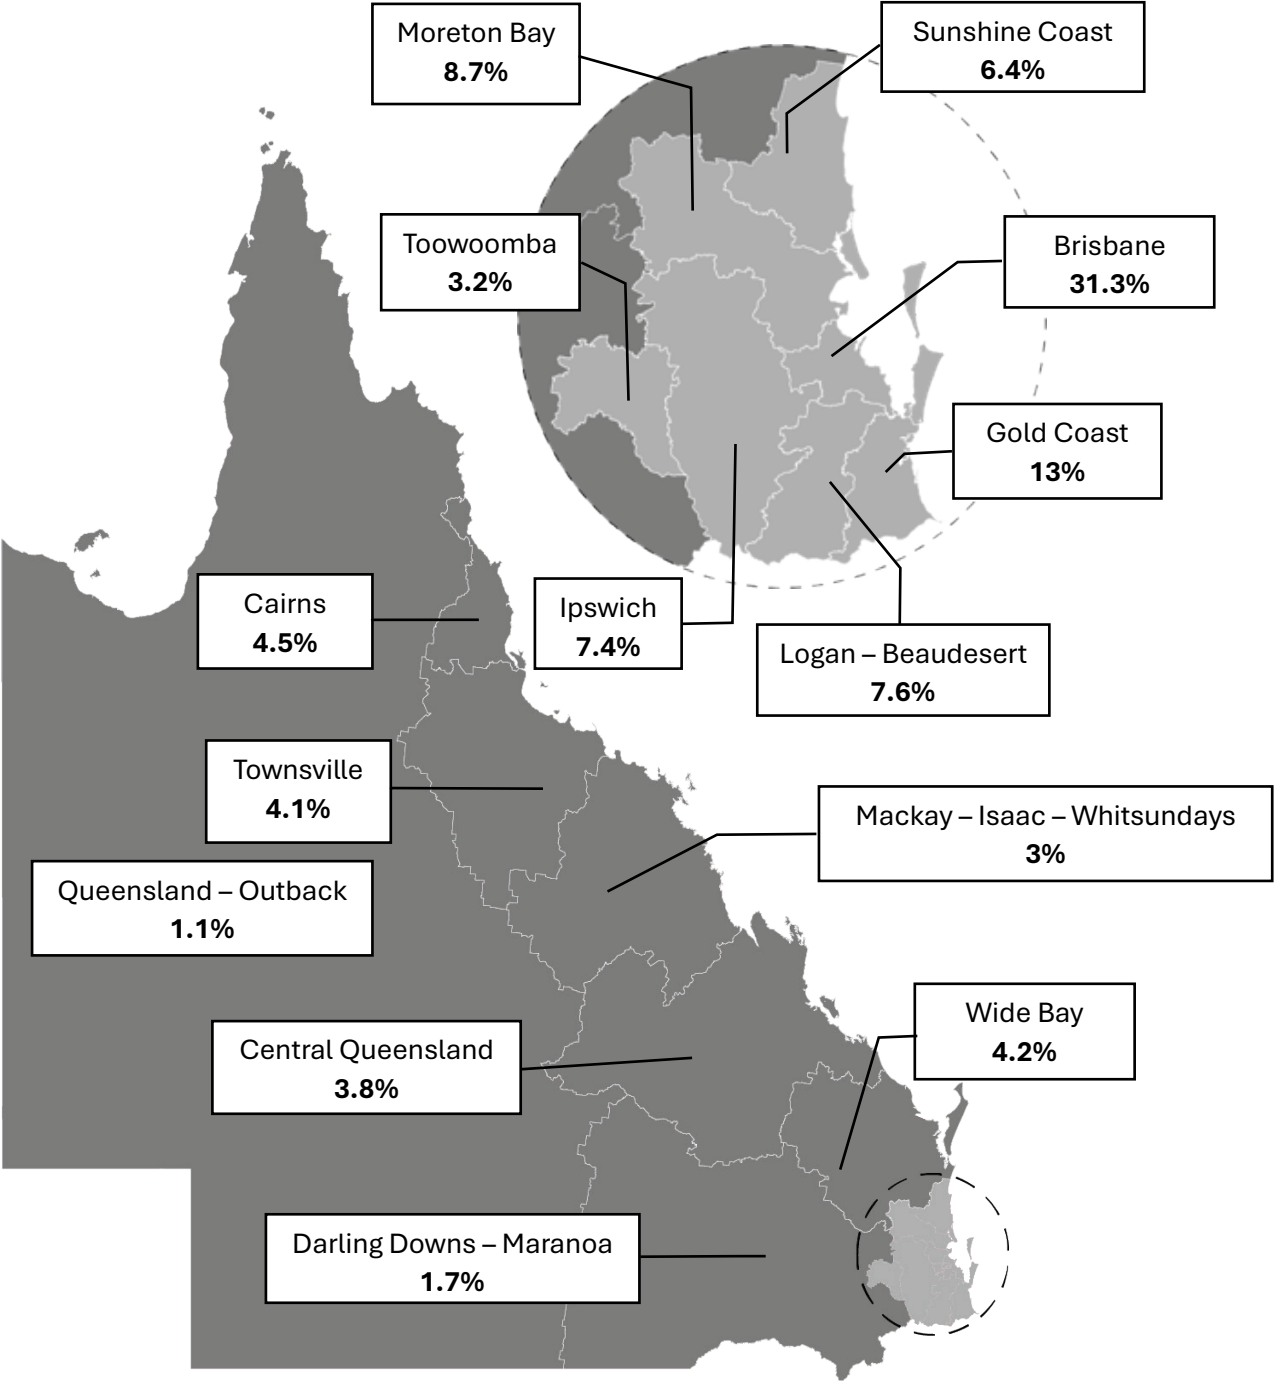 Moreton Bay
8.7%
Sunshine Coast
6.4%
Toowoomba
3.2%
Brisbane
31.3%
Gold Coast
13%
Cairns
4.5%
Ipswich
7.4%
Logan – Beaudesert
7.6%
Townsville
4.1%
Mackay – Isaac – Whitsundays
3%
Queensland – Outback
1.1%
Wide Bay
4.2%
Central Queensland
3.8%
Darling Downs – Maranoa
1.7%